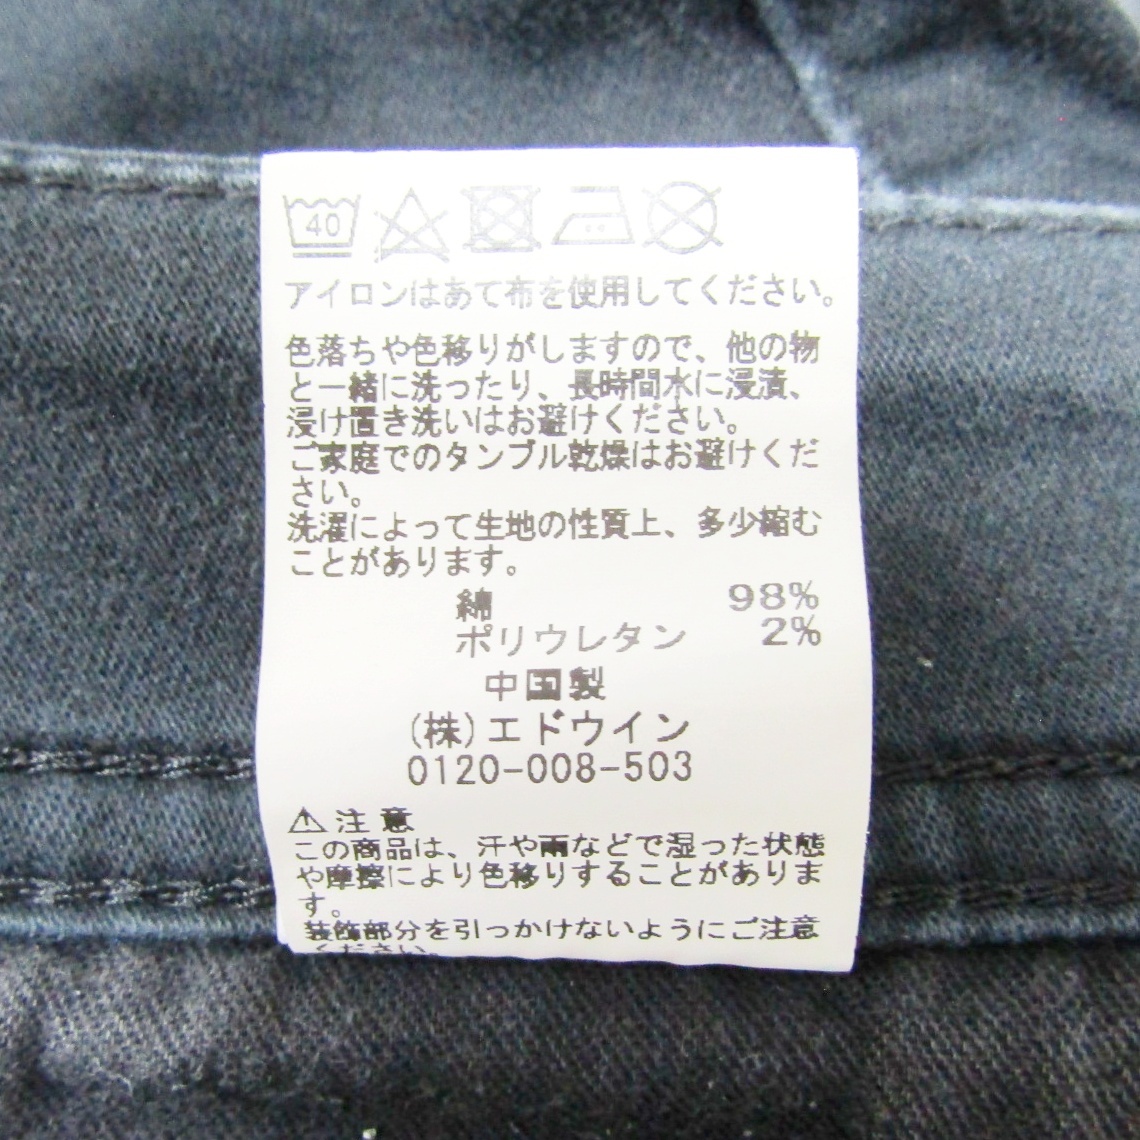 40
アイロンはあて布を使用してください。
色落ちや色移りがしますので、他の物
と一緒に洗ったり、長時間水に浸漬、
浸け置き洗いはお避けください。
ご家庭でのタンブル乾燥はお避けくだ
さい。
洗濯によって生地の性質上、多少縮む
ことがあります。
綿 98%
ポリウレタン 2%
中国製
(株)エドウイン
0120-008-503
⚠注意
この商品は、汗や雨などで湿った状態
や摩擦により色移りすることがありま
す。
装飾部分を引っかけないようにご注意
ください。